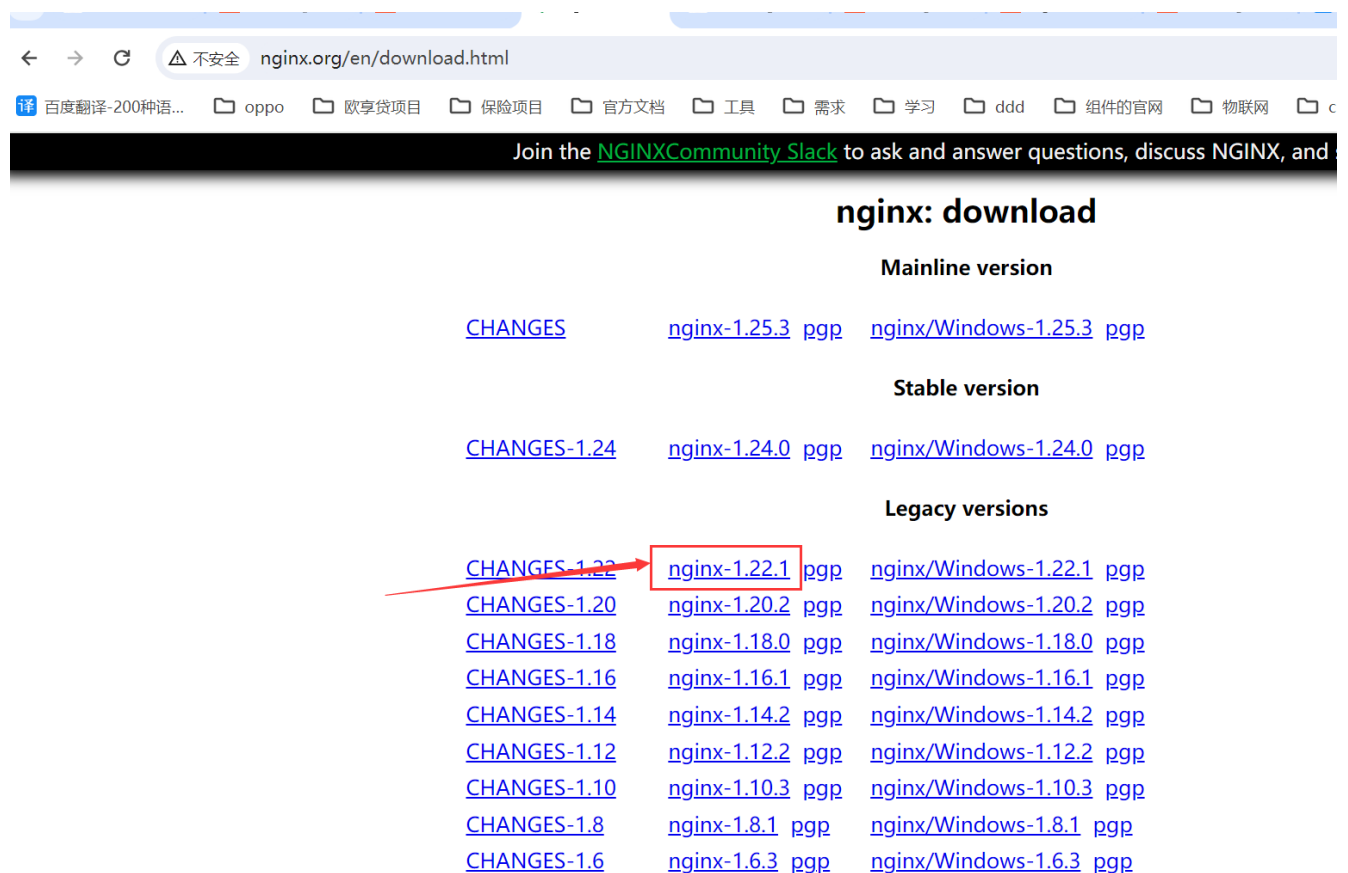 不安全 nginx.org/en/download.html
译 百度翻译-200种语... oppo 欧享贷项目 保险项目 官方文档 工具 需求 学习 ddd 组件的官网 物联网 c
Join the NGINXCommunity Slack to ask and answer questions, discuss NGINX, and
nginx: download
Mainline version
CHANGES nginx-1.25.3 pgp nginx/Windows-1.25.3 pgp
Stable version
CHANGES-1.24 nginx-1.24.0 pgp nginx/Windows-1.24.0 pgp
Legacy versions
CHANGES-1.22 nginx-1.22.1 pgp nginx/Windows-1.22.1 pgp
CHANGES-1.20 nginx-1.20.2 pgp nginx/Windows-1.20.2 pgp
CHANGES-1.18 nginx-1.18.0 pgp nginx/Windows-1.18.0 pgp
CHANGES-1.16 nginx-1.16.1 pgp nginx/Windows-1.16.1 pgp
CHANGES-1.14 nginx-1.14.2 pgp nginx/Windows-1.14.2 pgp
CHANGES-1.12 nginx-1.12.2 pgp nginx/Windows-1.12.2 pgp
CHANGES-1.10 nginx-1.10.3 pgp nginx/Windows-1.10.3 pgp
CHANGES-1.8 nginx-1.8.1 pgp nginx/Windows-1.8.1 pgp
CHANGES-1.6 nginx-1.6.3 pgp nginx/Windows-1.6.3 pgp